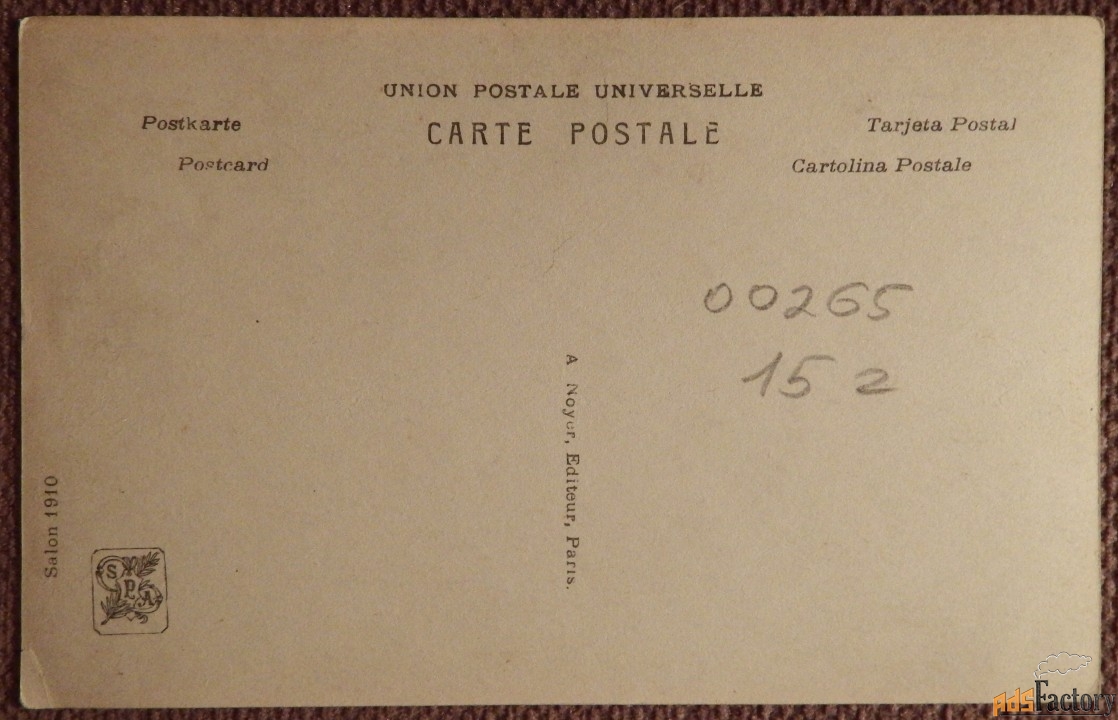 UNION POSTALE UNIVERSELLE
Postkarte
CARTE POSTALE
Tarjeta Postal
Postcard
Cartolina Postale
00265
15 2
A Noyer, Editeur, Paris.
Salon 1910
S P A
adsFactory